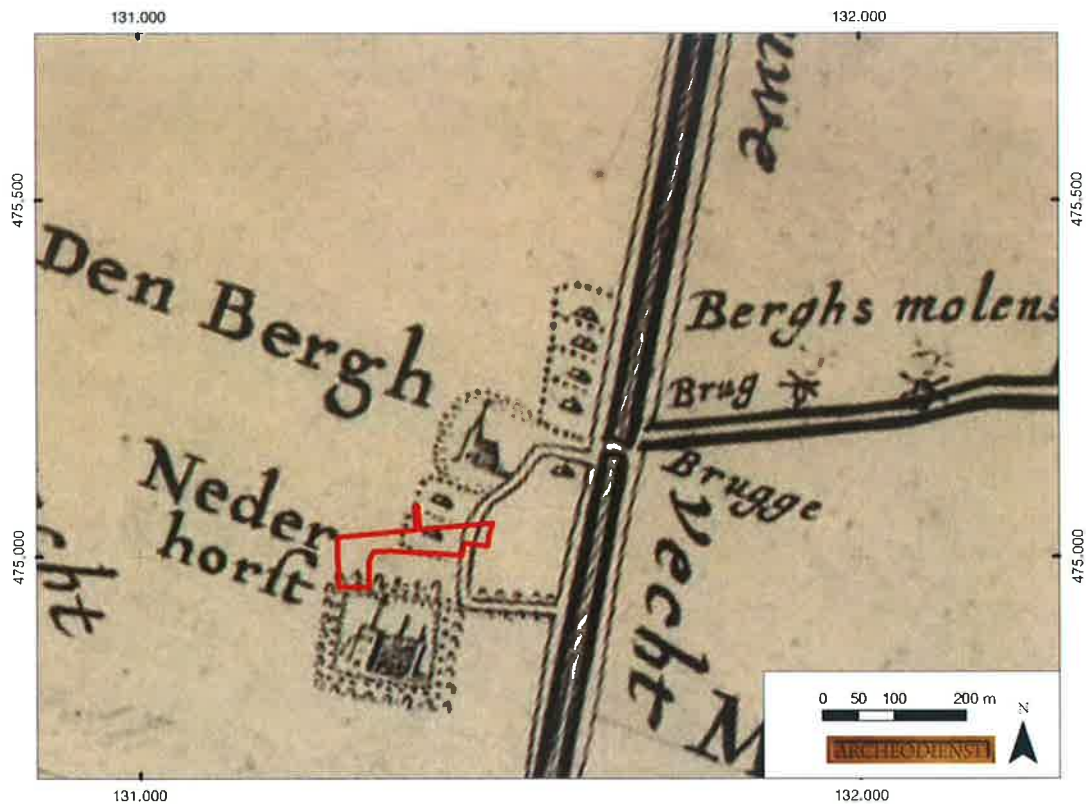 131.000
132.000
475.500
475.500
Den Bergh
Berghs molens
Brug
Neder
horſt
Brugge
Vecht
cht
475.000
475.000
M
0 50 100 200 m
N
ARCHEODIENST
131.000
132.000